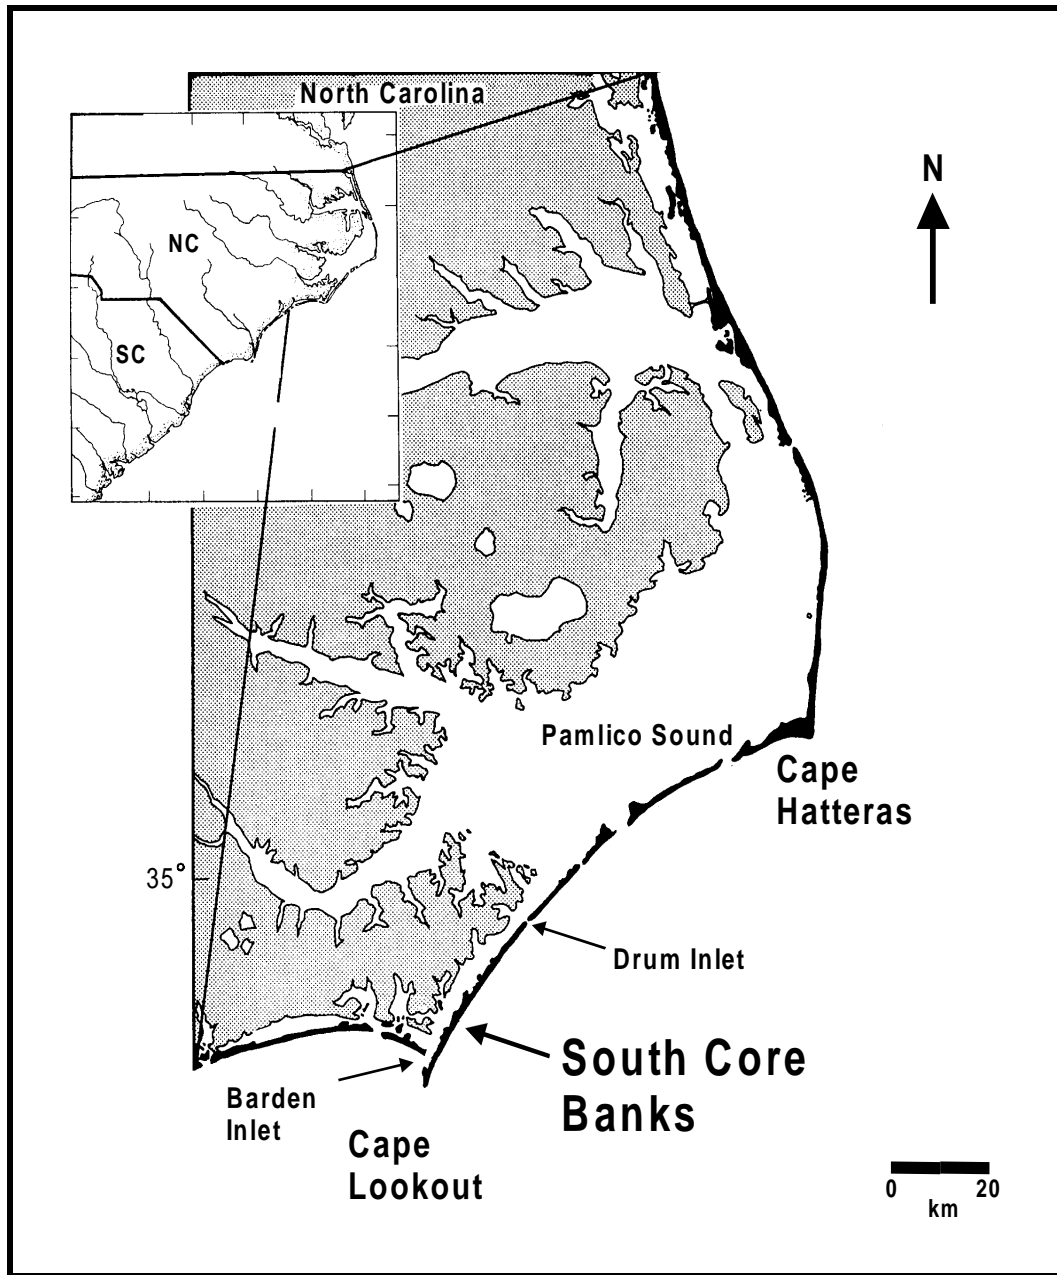 North Carolina
N
NC
SC
Pamlico Sound
Cape
Hatteras
35°
Drum Inlet
South Core
Banks
Barden
Inlet
Cape
Lookout
0 20
km